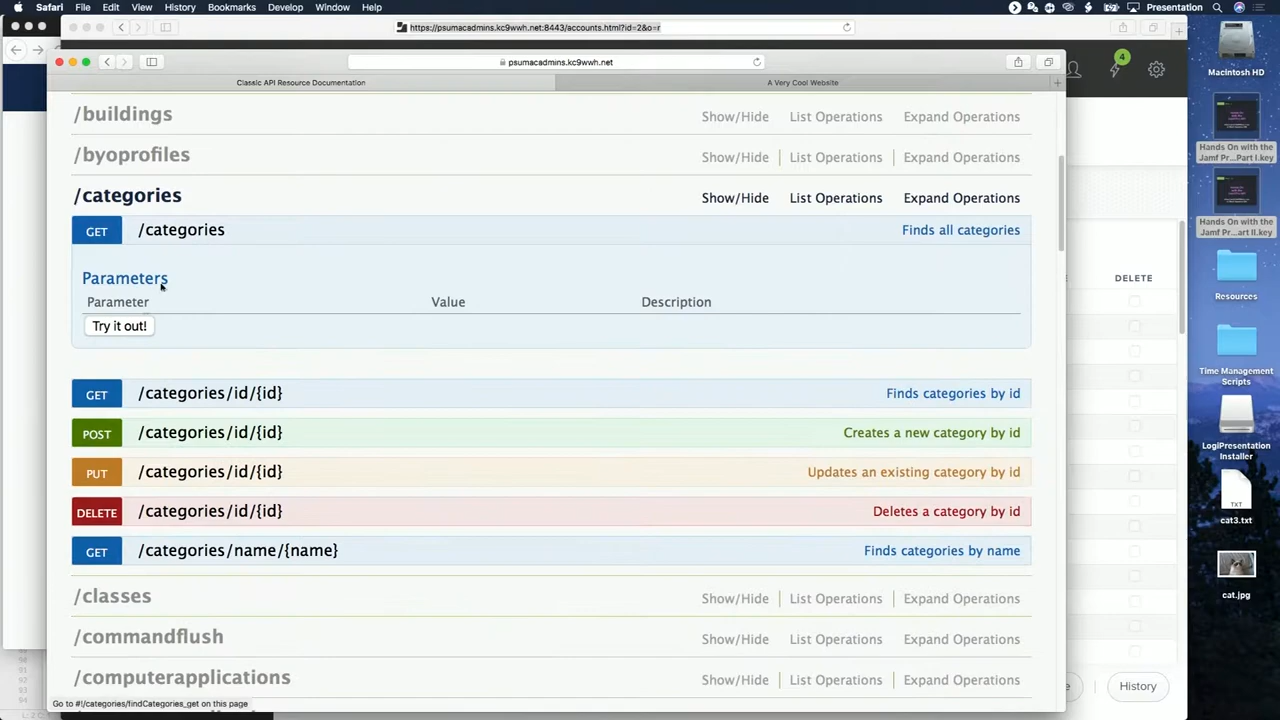 Safari File Edit View History Bookmarks Develop Window Help Presentation
https://psumacadmins.kc9wwh.net:8443/accounts.html?id=2&o=r
psumacadmins.kc9wwh.net
Classic API Resource Documentation A Very Cool Website
4
/buildings Show/Hide List Operations Expand Operations
/byoprofiles Show/Hide List Operations Expand Operations
/categories Show/Hide List Operations Expand Operations
GET /categories Finds all categories
Parameters
Parameter Value Description
Try it out!
GET /categories/id/{id} Finds categories by id
POST /categories/id/{id} Creates a new category by id
PUT /categories/id/{id} Updates an existing category by id
DELETE /categories/id/{id} Deletes a category by id
GET /categories/name/{name} Finds categories by name
/classes Show/Hide List Operations Expand Operations
/commandflush Show/Hide List Operations Expand Operations
/computerapplications Show/Hide List Operations Expand Operations
Go to #!/categories/findCategories_get on this page
DELETE
History
Macintosh HD
Hands On with the
Jamf Pr...Part I.key
Hands On with the
Jamf Pr...art II.key
Resources
Time Management
Scripts
LogiPresentation
Installer
TXT
cat3.txt
cat.jpg
91
92
93
94